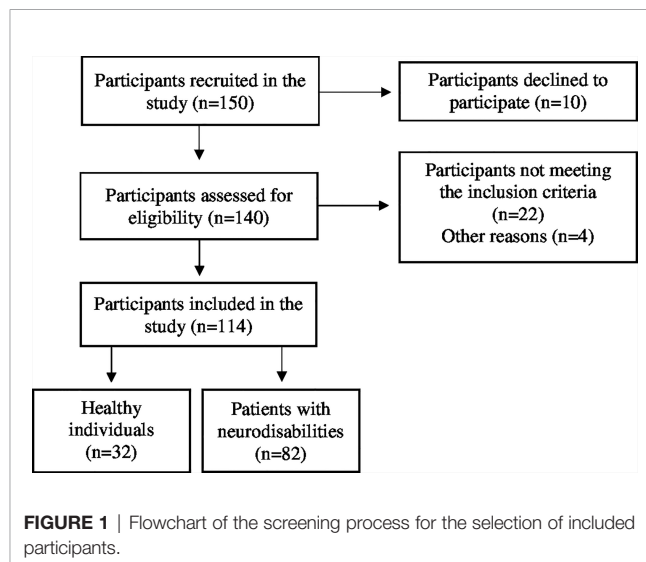 Participants recruited in the
study (n=150)
Participants declined to
participate (n=10)
Participants assessed for
eligibility (n=140)
Participants not meeting
the inclusion criteria
(n=22)
Other reasons (n=4)
Participants included in the
study (n=114)
Healthy
individuals
(n=32)
Patients with
neurodisabilities
(n=82)
FIGURE 1 | Flowchart of the screening process for the selection of included
participants.